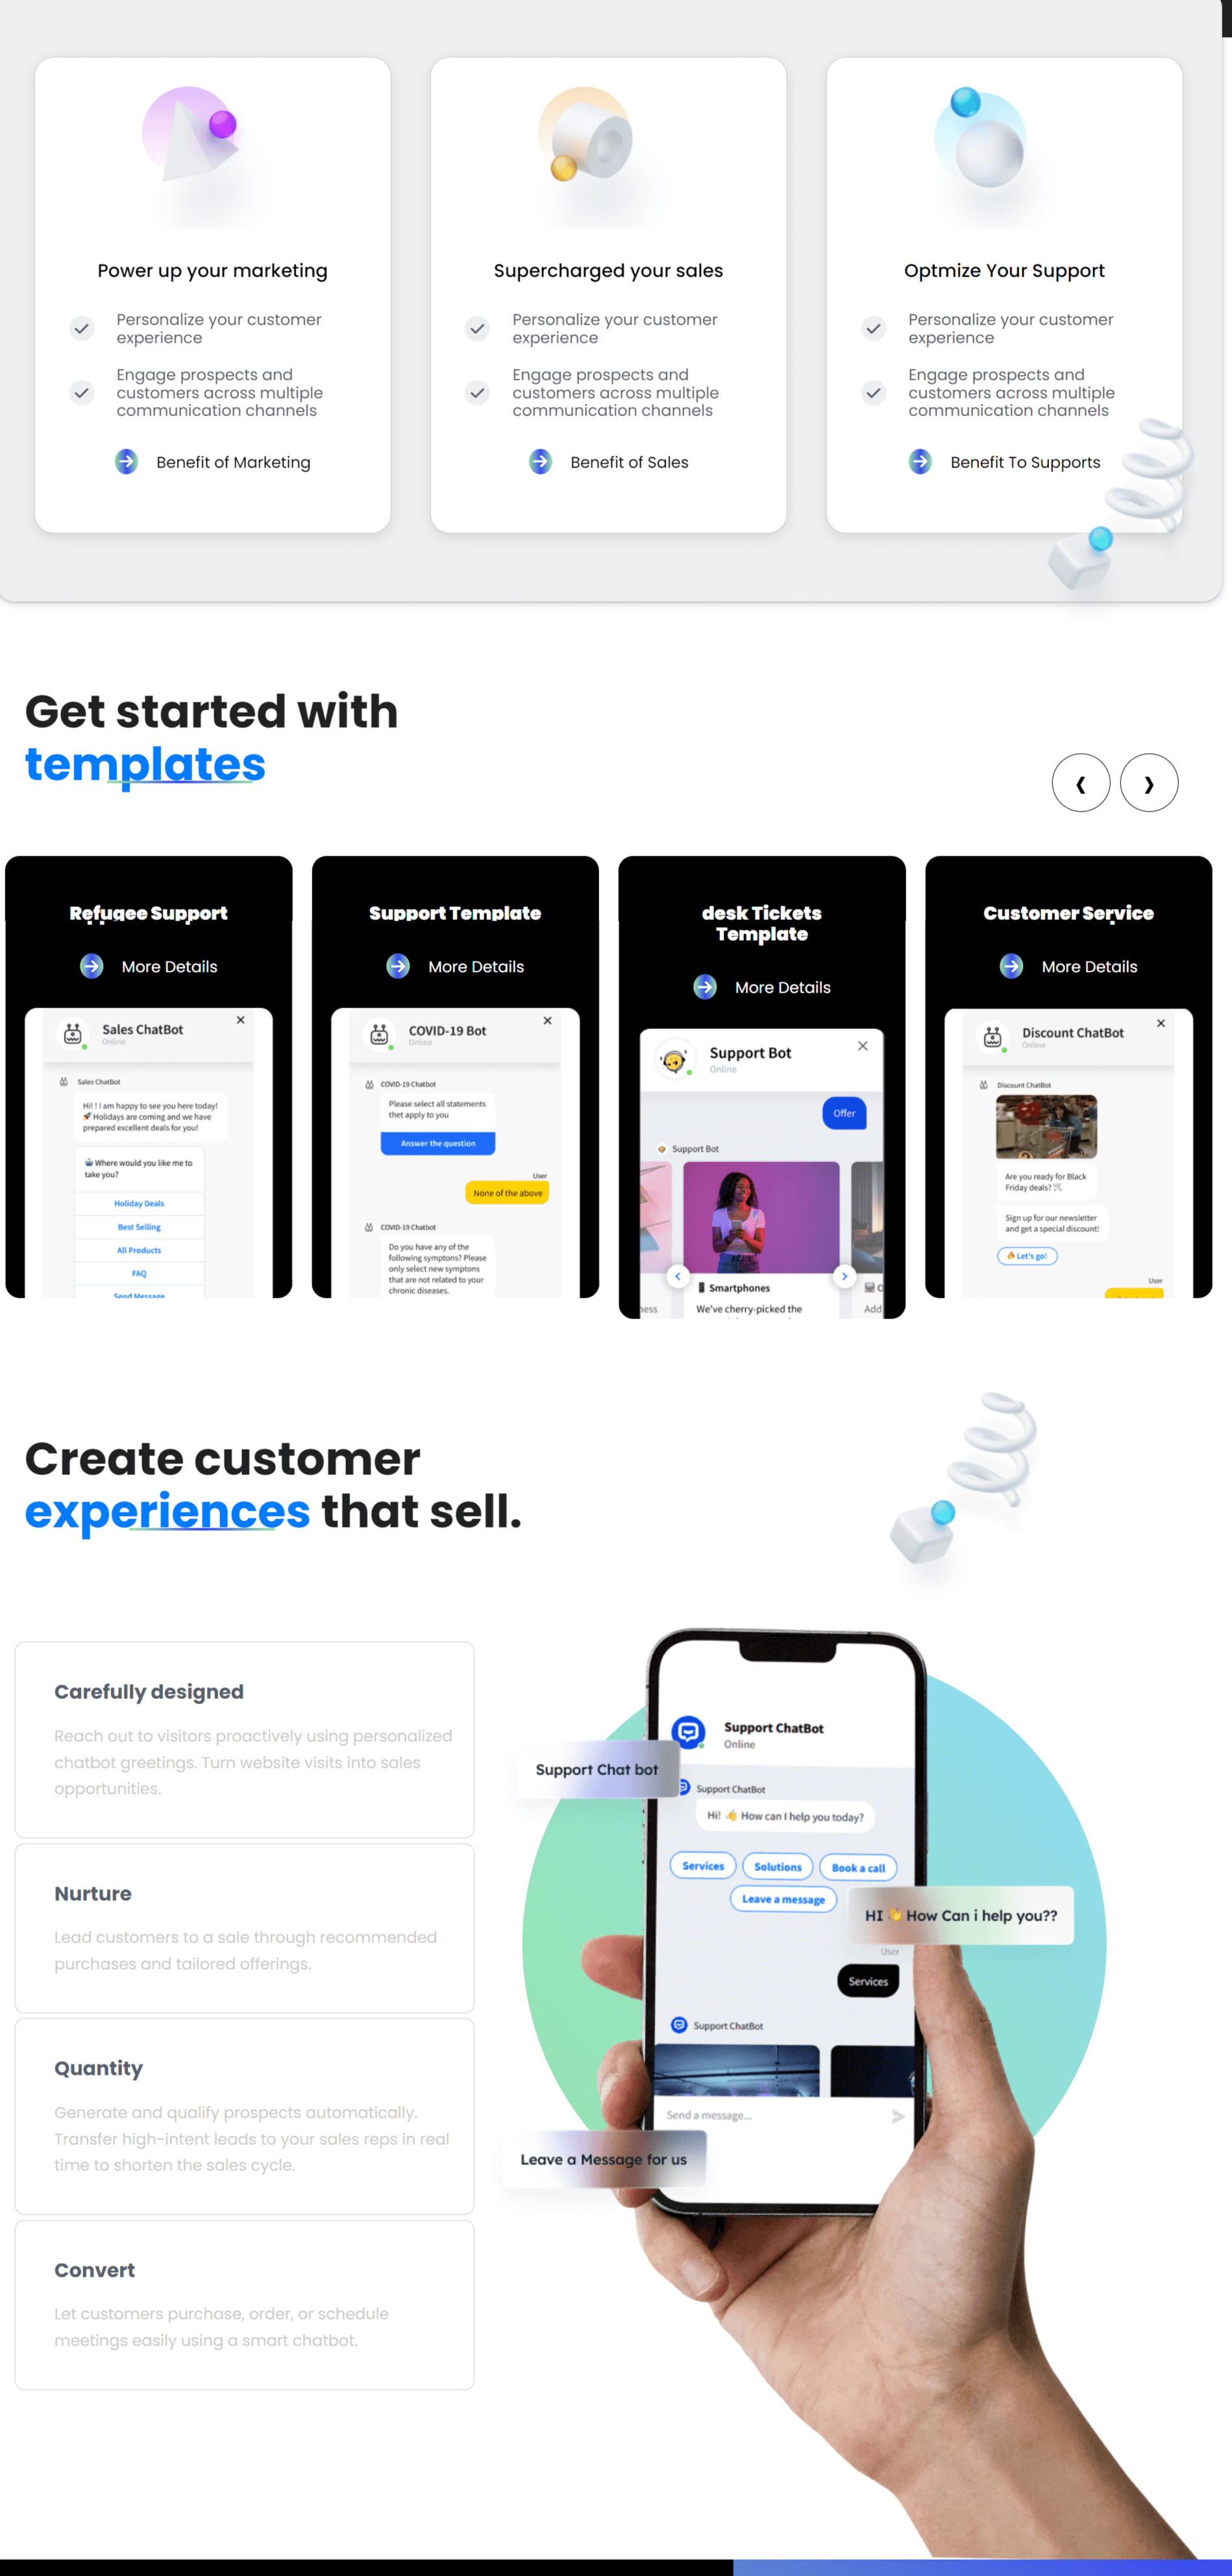 Power up your marketing
Personalize your customer
experience
Engage prospects and
customers across multiple
communication channels
Benefit of Marketing
Supercharged your sales
Personalize your customer
experience
Engage prospects and
customers across multiple
communication channels
Benefit of Sales
Optmize Your Support
Personalize your customer
experience
Engage prospects and
customers across multiple
communication channels
Benefit To Supports
Get started with
templates
Refugee Support
More Details
Sales ChatBot
Online
Sales ChatBot
Hi! ! I am happy to see you here today!
🚀 Holidays are coming and we have
prepared excellent deals for you!
🤖 Where would you like me to
take you?
Holiday Deals
Best Selling
All Products
FAQ
Send Message
Support Template
More Details
COVID-19 Bot
Online
COVID-19 Chatbot
Please select all statements
thet apply to you
Answer the question
User
None of the above
COVID-19 Chatbot
Do you have any of the
following symptons? Please
only select new symptons
that are not related to your
chronic diseases.
desk Tickets
Template
More Details
Support Bot
Online
Offer
Support Bot
📱 Smartphones
We've cherry-picked the
Add
Customer Service
More Details
Discount ChatBot
Online
Discount ChatBot
Are you ready for Black
Friday deals? 🛒
Sign up for our newsletter
and get a special discount!
🔥 Let's go!
User
Create customer
experiences that sell.
Carefully designed
Reach out to visitors proactively using personalized
chatbot greetings. Turn website visits into sales
opportunities.
Nurture
Lead customers to a sale through recommended
purchases and tailored offerings.
Quantity
Generate and qualify prospects automatically.
Transfer high-intent leads to your sales reps in real
time to shorten the sales cycle.
Convert
Let customers purchase, order, or schedule
meetings easily using a smart chatbot.
Support ChatBot
Online
Support Chat bot
Support ChatBot
Hi! 👋 How can I help you today?
Services
Solutions
Book a call
Leave a message
HI 👋 How Can i help you??
User
Services
Support ChatBot
Send a message...
Leave a Message for us